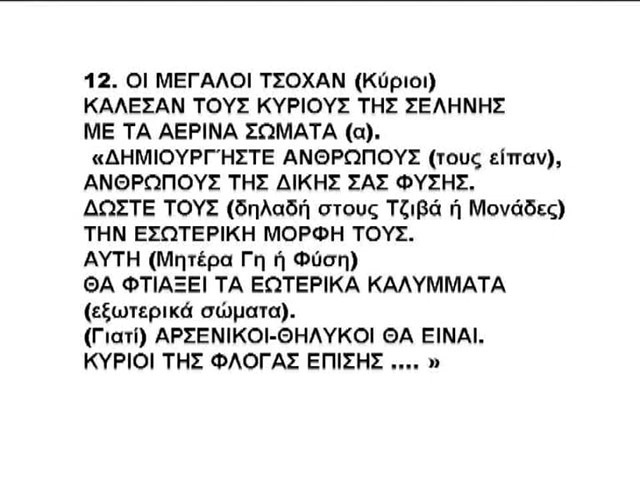 12. ΟΙ ΜΕΓΑΛΟΙ ΤΣΟΧΑΝ (Κύριοι)
ΚΑΛΕΣΑΝ ΤΟΥΣ ΚΥΡΙΟΥΣ ΤΗΣ ΣΕΛΗΝΗΣ
ΜΕ ΤΑ ΑΕΡΙΝΑ ΣΩΜΑΤΑ (α).
«ΔΗΜΙΟΥΡΓΉΣΤΕ ΑΝΘΡΩΠΟΥΣ (τους είπαν),
ΑΝΘΡΩΠΟΥΣ ΤΗΣ ΔΙΚΗΣ ΣΑΣ ΦΥΣΗΣ.
ΔΩΣΤΕ ΤΟΥΣ (δηλαδή στους Τζιβά ή Μονάδες)
ΤΗΝ ΕΣΩΤΕΡΙΚΗ ΜΟΡΦΗ ΤΟΥΣ.
ΑΥΤΗ (Μητέρα Γη ή Φύση)
ΘΑ ΦΤΙΑΞΕΙ ΤΑ ΕΩΤΕΡΙΚΑ ΚΑΛΥΜΜΑΤΑ
(εξωτερικά σώματα).
(Γιατί) ΑΡΣΕΝΙΚΟΙ-ΘΗΛΥΚΟΙ ΘΑ ΕΙΝΑΙ.
ΚΥΡΙΟΙ ΤΗΣ ΦΛΟΓΑΣ ΕΠΙΣΗΣ .... »